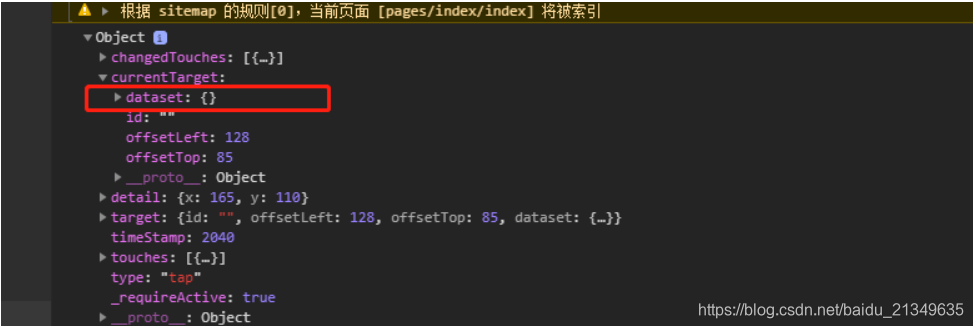 根据 sitemap 的规则[0]，当前页面 [pages/index/index] 将被索引
Object i
changedTouches: [{…}]
currentTarget:
dataset: {}
id: ""
offsetLeft: 128
offsetTop: 85
__proto__: Object
detail: {x: 165, y: 110}
target: {id: "", offsetLeft: 128, offsetTop: 85, dataset: {…}}
timeStamp: 2040
touches: [{…}]
type: "tap"
_requireActive: true
__proto__: Object
https://blog.csdn.net/baidu_21349635